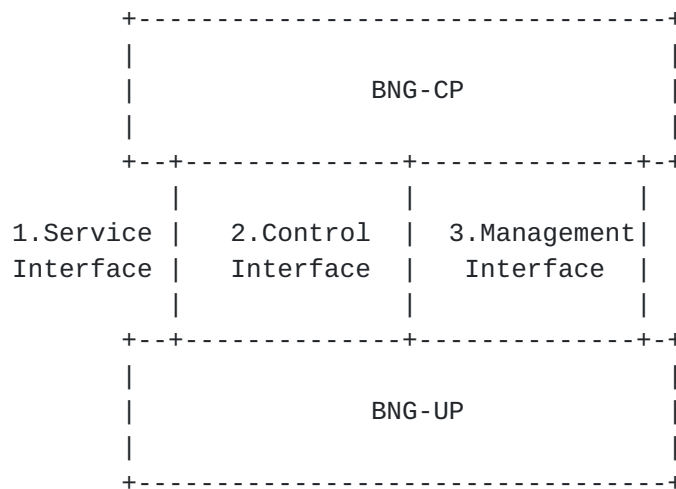 BNG-CP
1.Service 2.Control 3.Management
Interface Interface Interface
BNG-UP